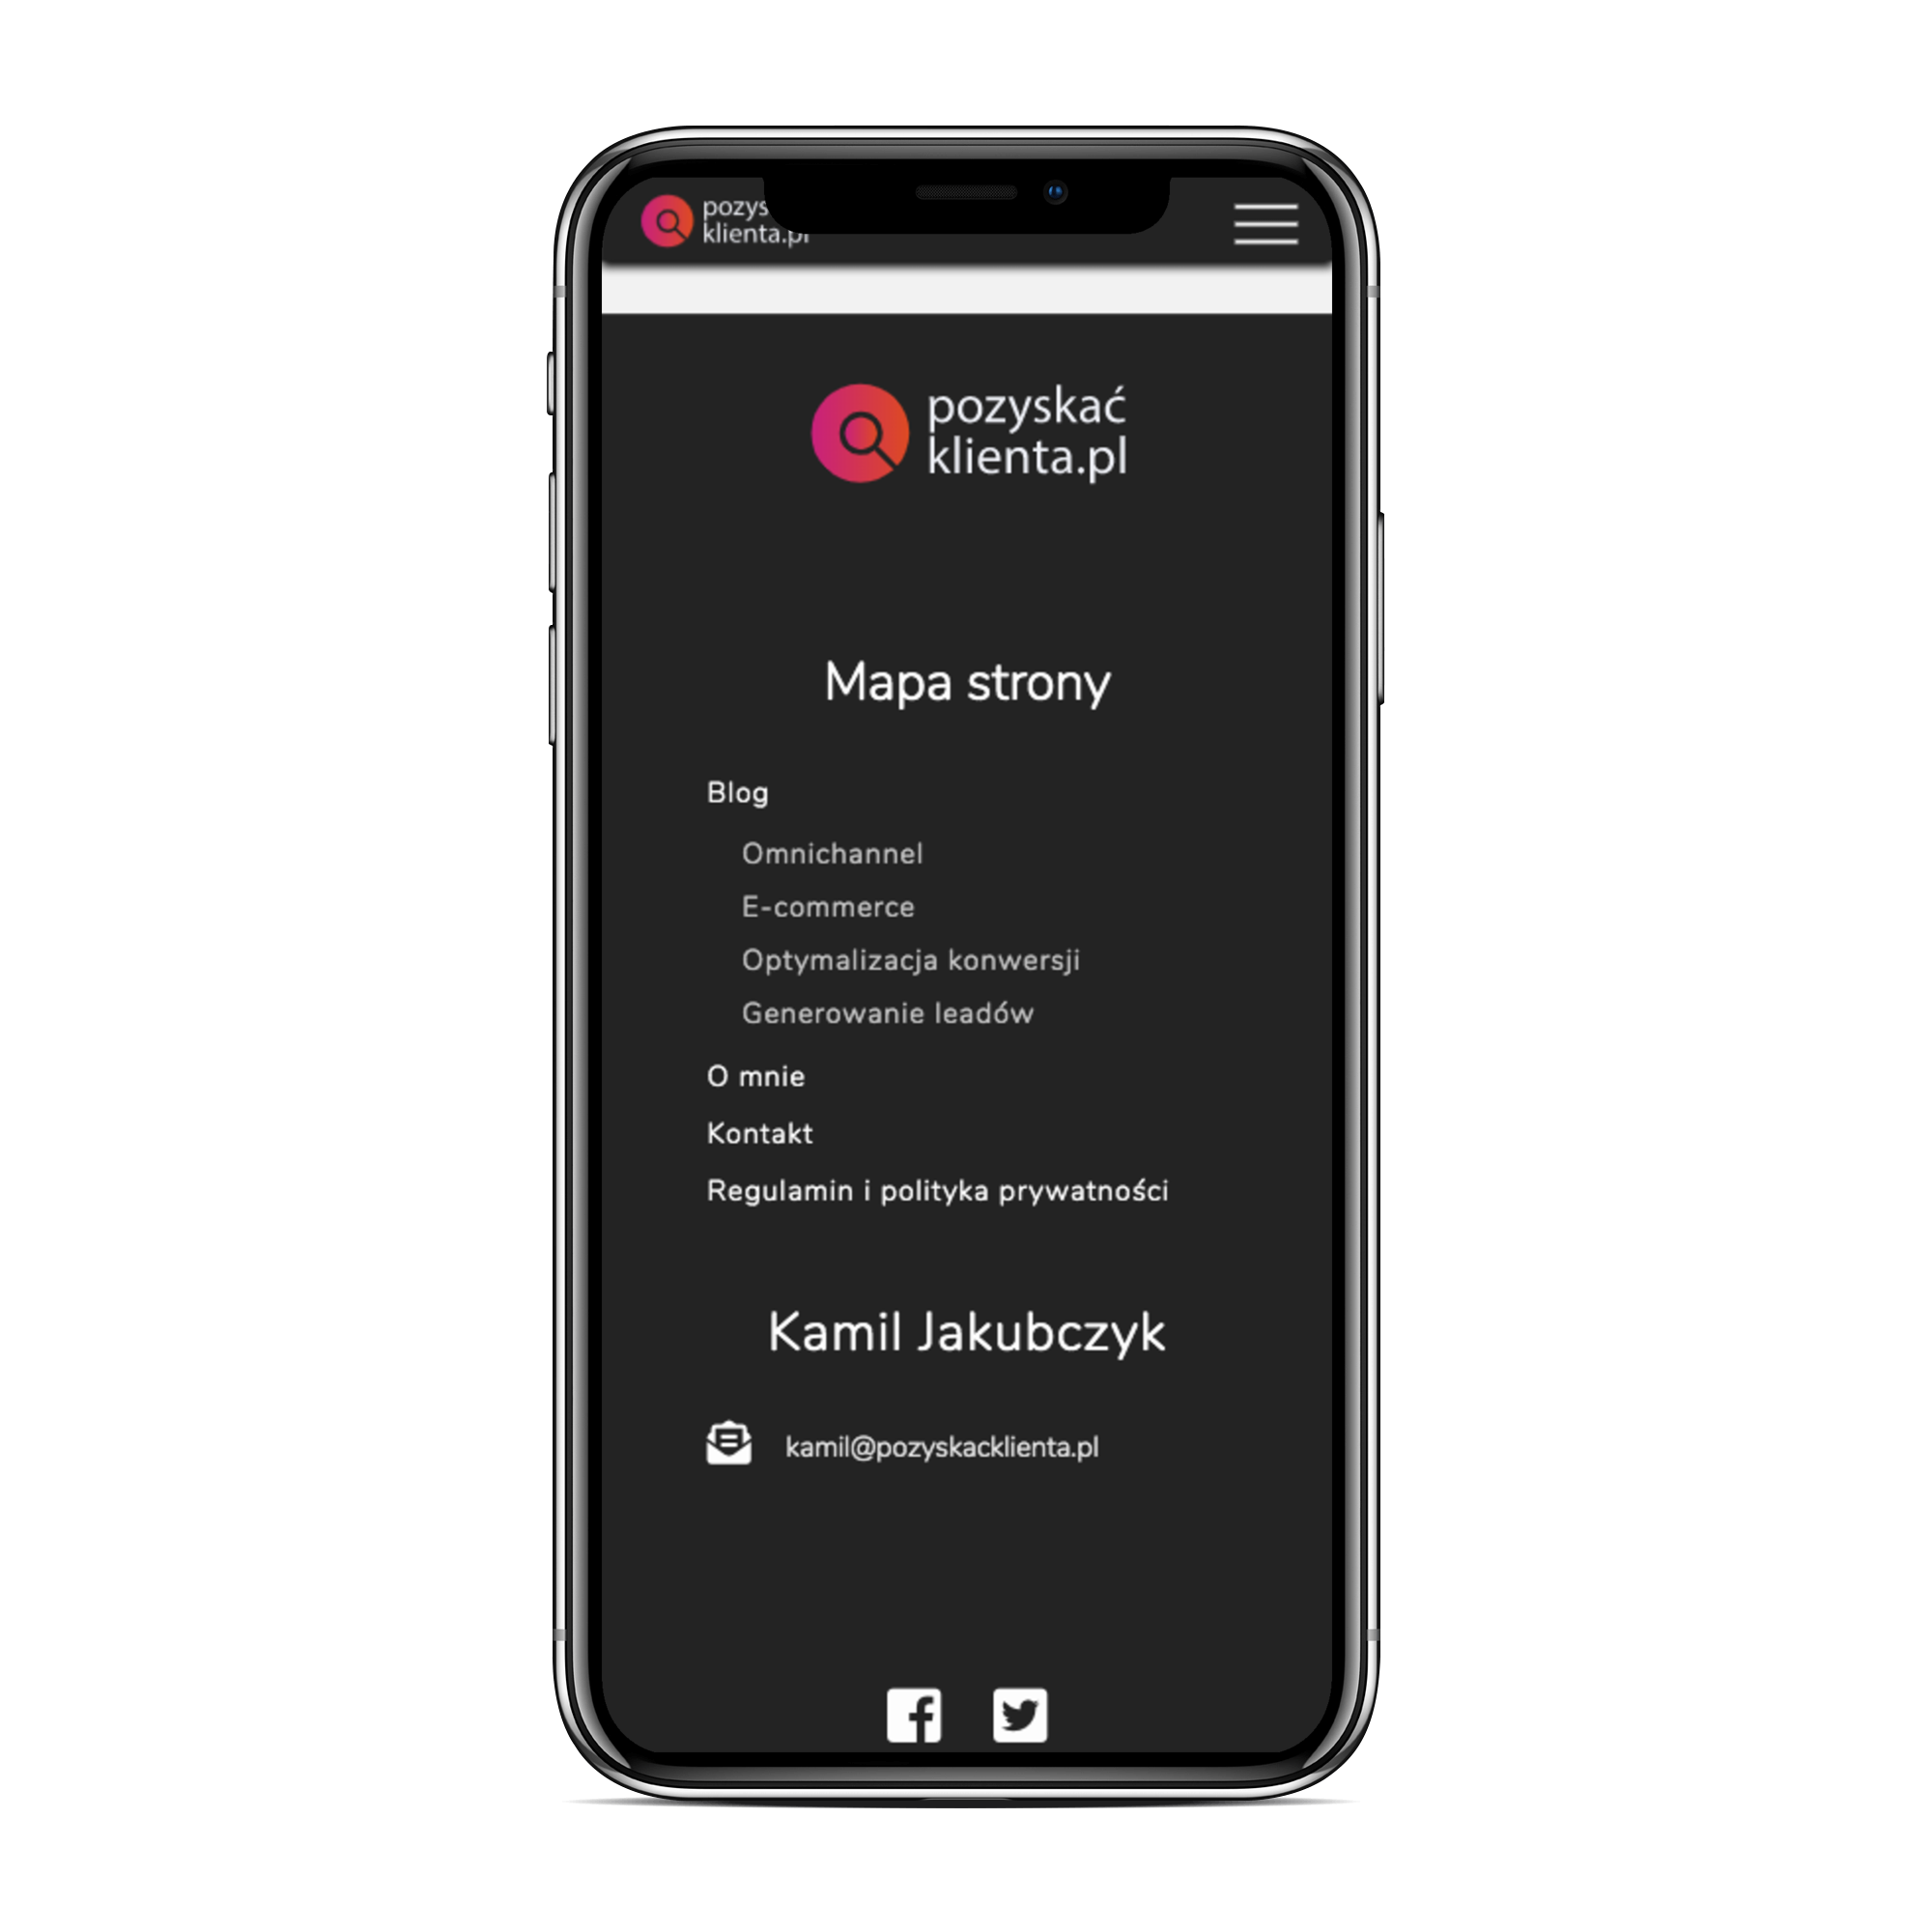 pozys
klienta.pl
pozyskać
klienta.pl
Mapa strony
Blog
Omnichannel
E-commerce
Optymalizacja konwersji
Generowanie leadów
O mnie
Kontakt
Regulamin i polityka prywatności
Kamil Jakubczyk
kamil@pozyskacklienta.pl